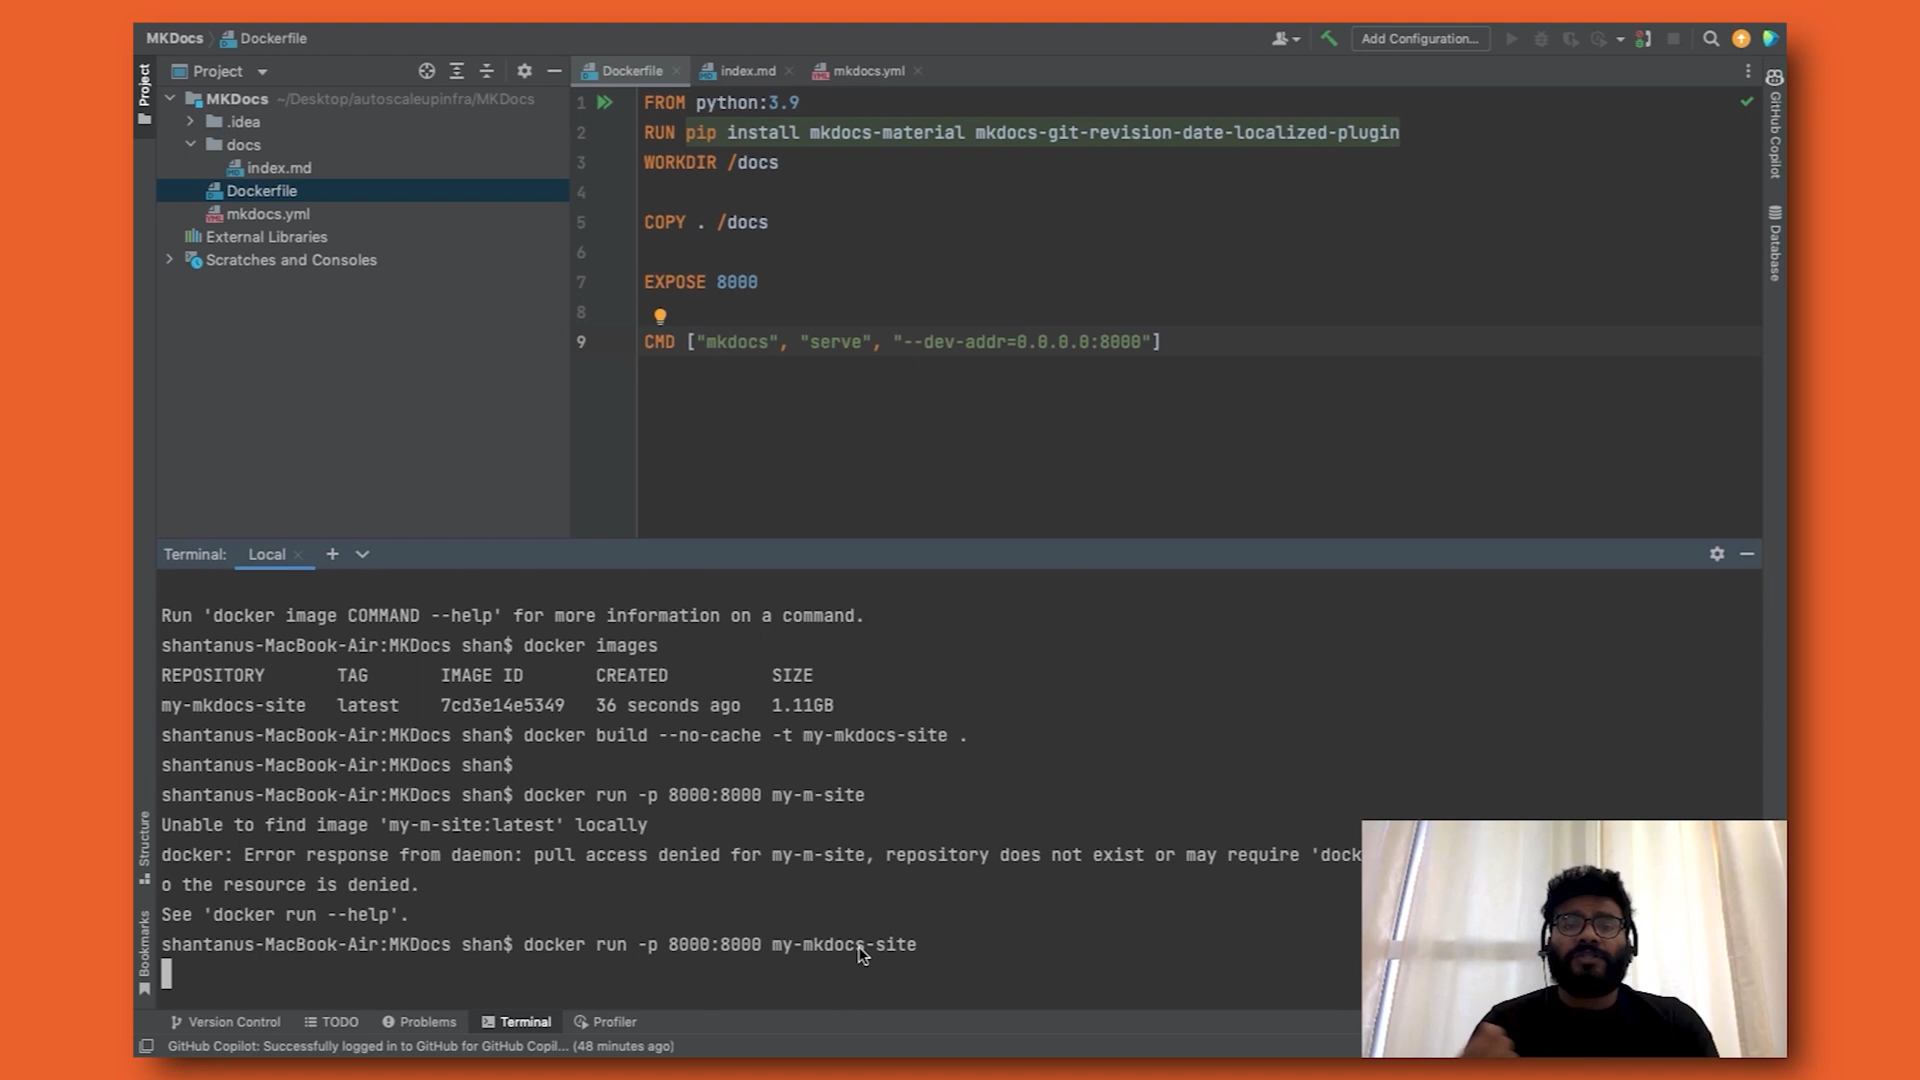 MKDocs
Dockerfile
Add Configuration...
Project
Project
Dockerfile
index.md
mkdocs.yml
MKDocs ~/Desktop/autoscaleupinfra/MKDocs
.idea
docs
index.md
Dockerfile
mkdocs.yml
External Libraries
Scratches and Consoles
1 FROM python:3.9
2 RUN pip install mkdocs-material mkdocs-git-revision-date-localized-plugin
3 WORKDIR /docs
4
5 COPY . /docs
6
7 EXPOSE 8000
8
9 CMD ["mkdocs", "serve", "--dev-addr=0.0.0.0:8000"]
GitHub Copilot
Database
Terminal: Local
Run 'docker image COMMAND --help' for more information on a command.
shantanus-MacBook-Air:MKDocs shan$ docker images
REPOSITORY TAG IMAGE ID CREATED SIZE
my-mkdocs-site latest 7cd3e14e5349 36 seconds ago 1.11GB
shantanus-MacBook-Air:MKDocs shan$ docker build --no-cache -t my-mkdocs-site .
shantanus-MacBook-Air:MKDocs shan$
shantanus-MacBook-Air:MKDocs shan$ docker run -p 8000:8000 my-m-site
Unable to find image 'my-m-site:latest' locally
docker: Error response from daemon: pull access denied for my-m-site, repository does not exist or may require 'dock
o the resource is denied.
See 'docker run --help'.
shantanus-MacBook-Air:MKDocs shan$ docker run -p 8000:8000 my-mkdocs-site
Structure
Bookmarks
Version Control
TODO
Problems
Terminal
Profiler
GitHub Copilot: Successfully logged in to GitHub for GitHub Copil... (48 minutes ago)